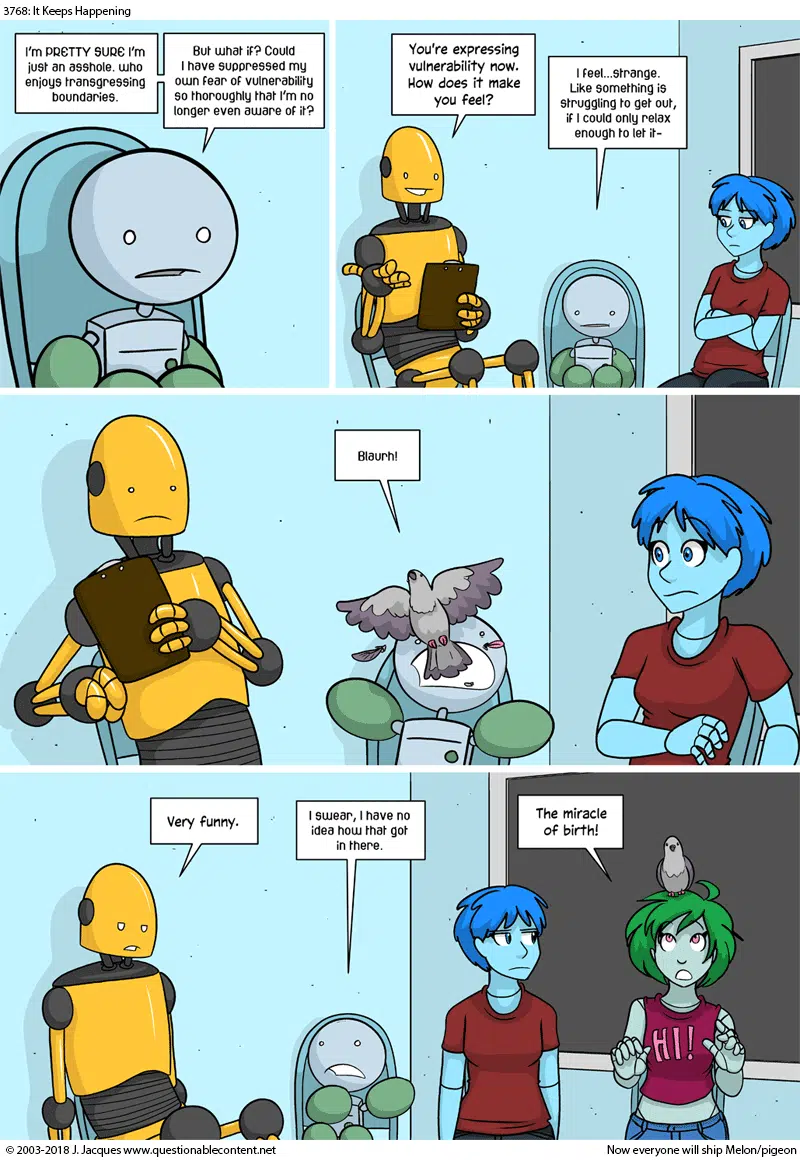 3768: It Keeps Happening
I'm PRETTY SURE I'm
just an asshole. who
enjoys transgressing
boundaries.
But what if? Could
I have suppressed my
own fear of vulnerability
so thoroughly that I'm no
longer even aware of it?
You're expressing
vulnerability now.
How does it make
you feel?
I feel...strange.
Like something is
struggling to get out,
if I could only relax
enough to let it-
Blaurh!
Very funny.
I swear, I have no
idea how that got
in there.
The miracle
of birth!
HI!
© 2003-2018 J. Jacques www.questionablecontent.net
Now everyone will ship Melon/pigeon